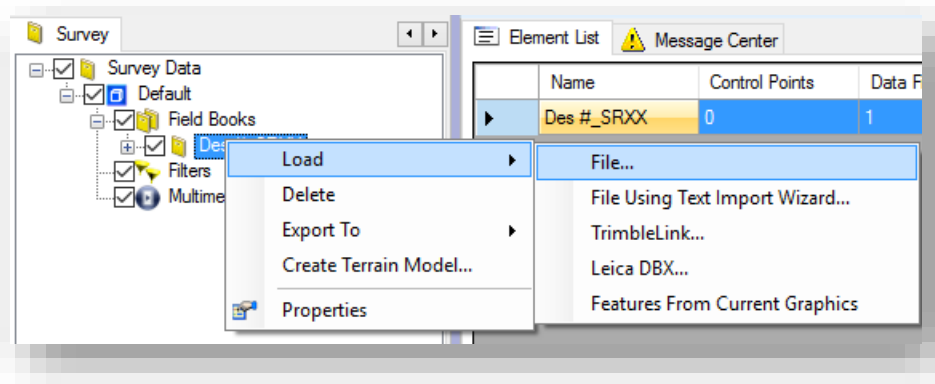 Survey
Survey Data
Default
Field Books
Filters
Element List
Message Center
Name
Control Points
Data
Des #_SRXX
0
1
Load
Delete
Export To
Create Terrain Model...
Properties
File...
File Using Text Import Wizard...
TrimbleLink...
Leica DBX...
Features From Current Graphics